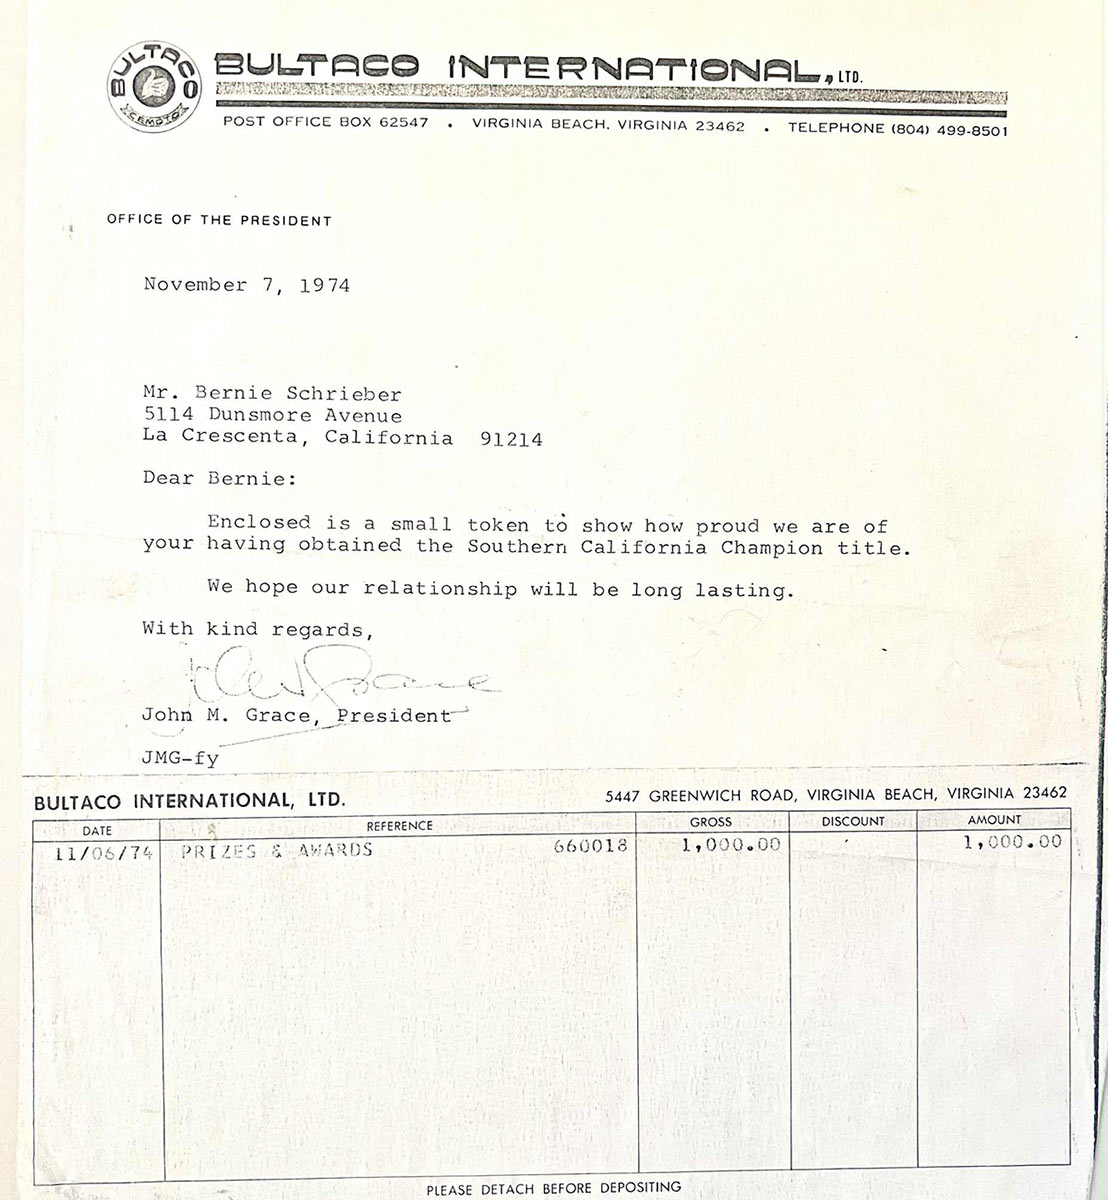 BULTACO
CEMOTO
BULTACO INTERNATIONAL, LTD.
POST OFFICE BOX 62547 . VIRGINIA BEACH, VIRGINIA 23462 . TELEPHONE (804) 499-8501
OFFICE OF THE PRESIDENT
November 7, 1974
Mr. Bernie Schrieber
5114 Dunsmore Avenue
La Crescenta, California 91214
Dear Bernie:
Enclosed is a small token to show how proud we are of
your having obtained the Southern California Champion title.
We hope our relationship will be long lasting.
With kind regards,
John M. Grace, President
JMG-fy
BULTACO INTERNATIONAL, LTD. 5447 GREENWICH ROAD, VIRGINIA BEACH, VIRGINIA 23462
DATE REFERENCE GROSS DISCOUNT AMOUNT
11/06/74 PRIZES & AWARDS 660018 1,000.00 1,000.00
PLEASE DETACH BEFORE DEPOSITING